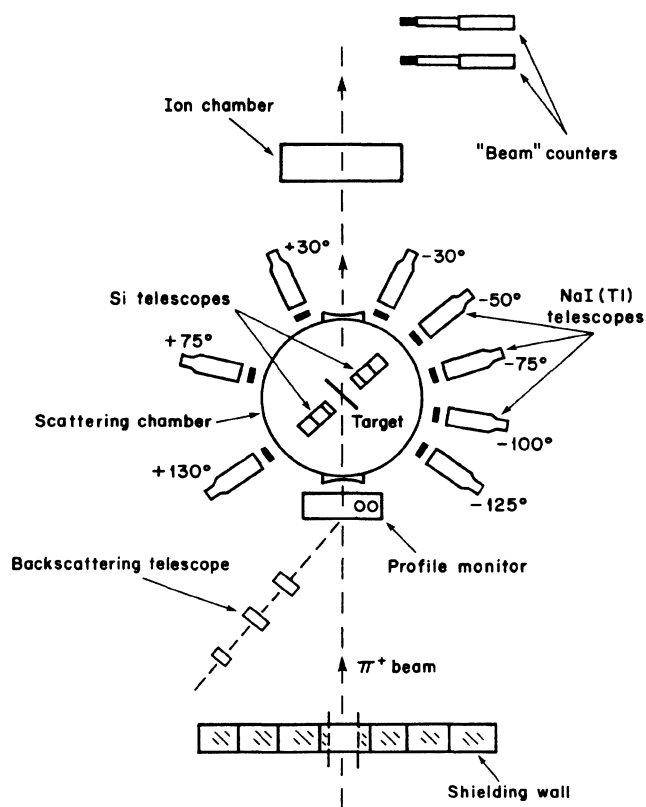 Ion chamber
"Beam" counters
+30°
-30°
Si telescopes
-50°
NaI(Tl)
telescopes
+75°
-75°
Scattering chamber
Target
-100°
+130°
-125°
Profile monitor
Backscattering telescope
π+ beam
Shielding wall